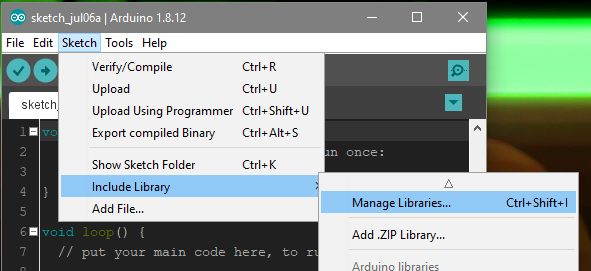 sketch_jul06a | Arduino 1.8.12
File Edit Sketch Tools Help
Verify/Compile Ctrl+R
Upload Ctrl+U
Upload Using Programmer Ctrl+Shift+U
Export compiled Binary Ctrl+Alt+S
Show Sketch Folder Ctrl+K
Include Library
Add File...
Manage Libraries... Ctrl+Shift+I
Add .ZIP Library...
Arduino libraries
sketch_
1
2 once:
3
4 }
5
6 void loop() {
7 // put your main code here, to